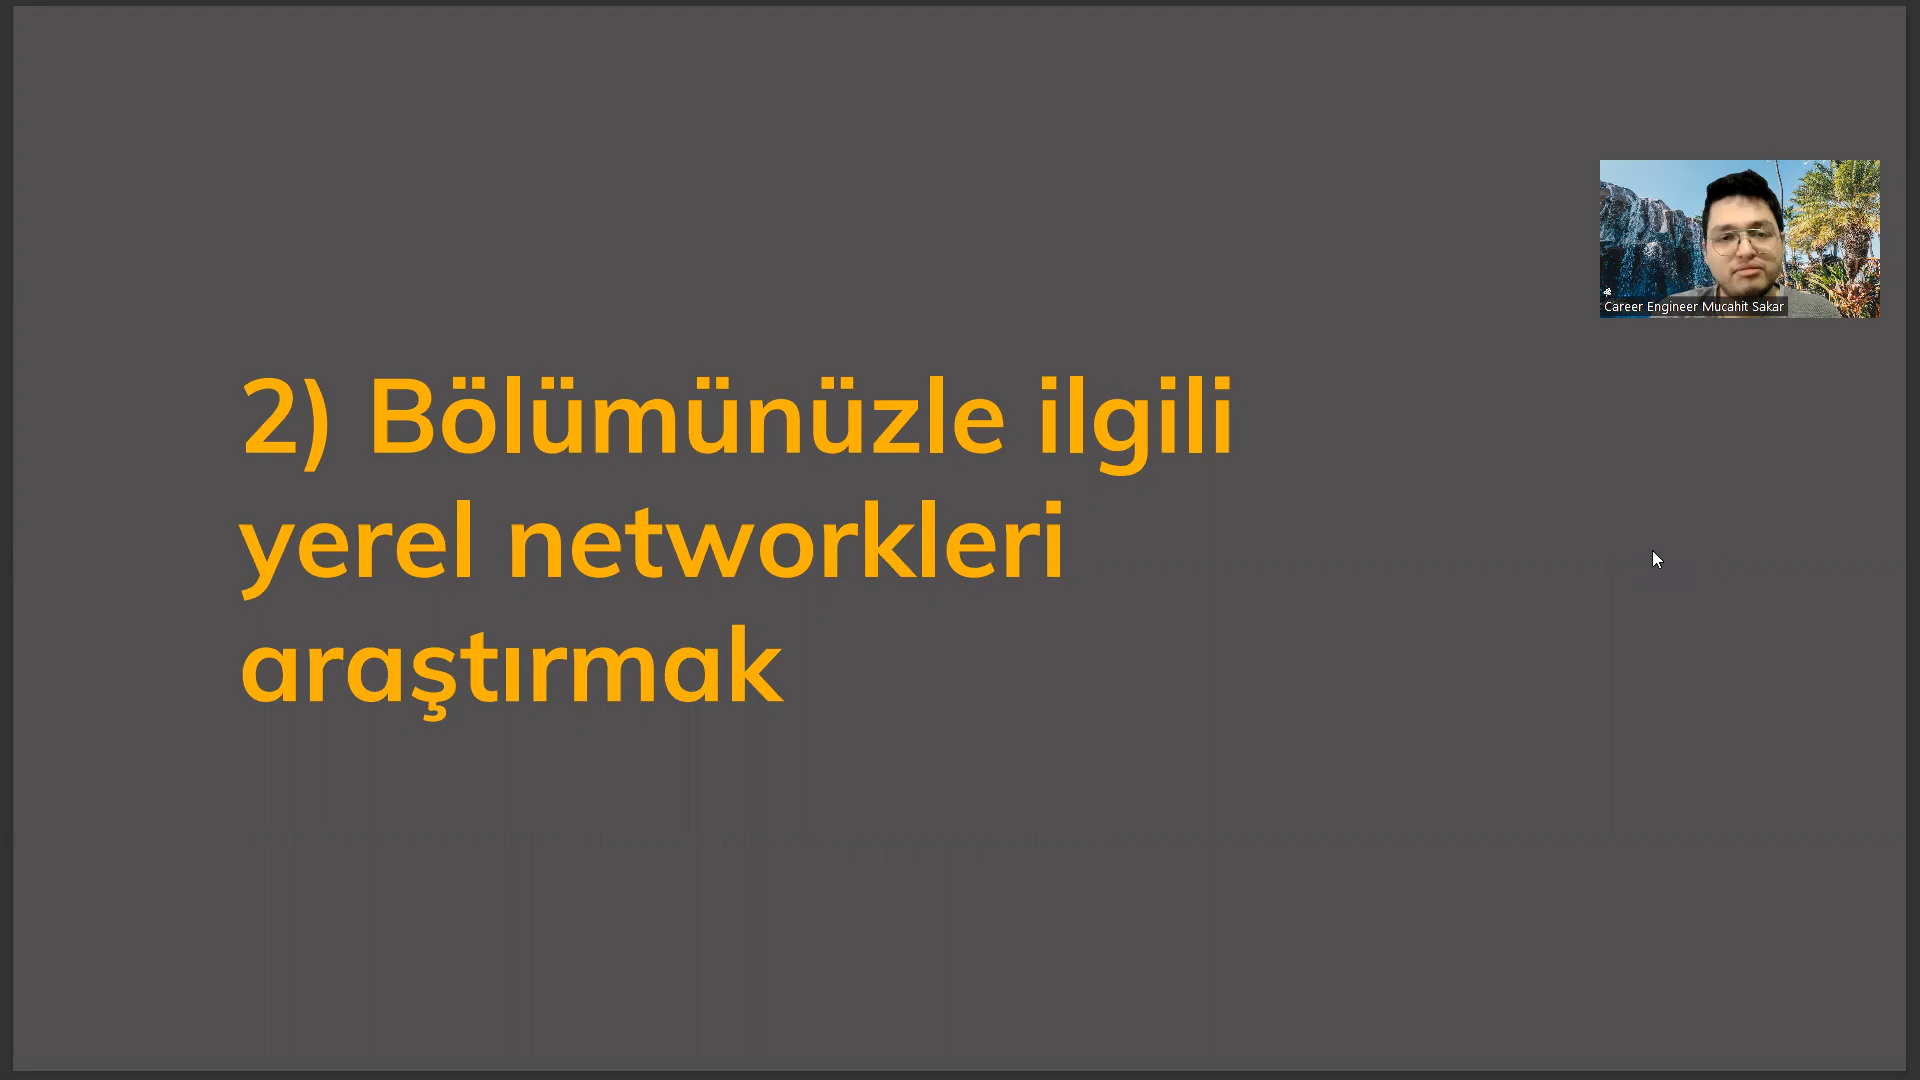 Career Engineer Mucahit Sakar
2) Bölümünüzle ilgili
yerel networkleri
araştırmak